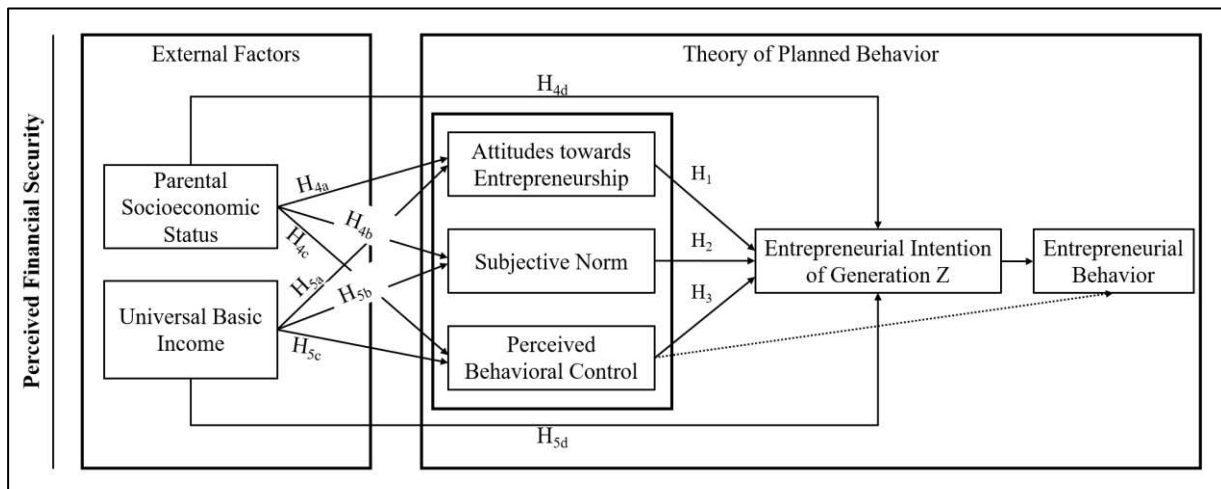 Perceived Financial Security
External Factors
Parental
Socioeconomic
Status
Universal Basic
Income
H4a
H4b
H4c
H5a
H5b
H5c
Theory of Planned Behavior
H4d
Attitudes towards
Entrepreneurship
Subjective Norm
Perceived
Behavioral Control
H1
H2
H3
Entrepreneurial Intention
of Generation Z
Entrepreneurial
Behavior
H5d